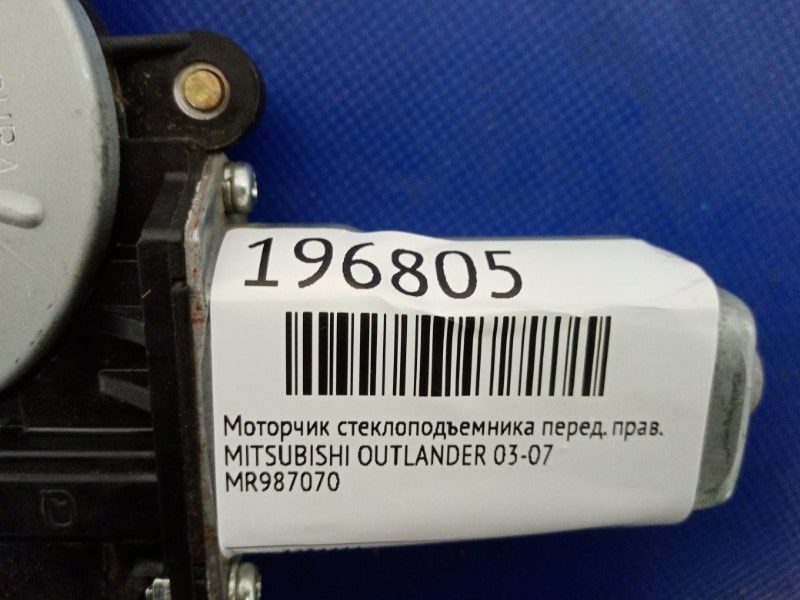 196805
Моторчик стеклоподъемника перед. прав.
MITSUBISHI OUTLANDER 03-07
MR987070